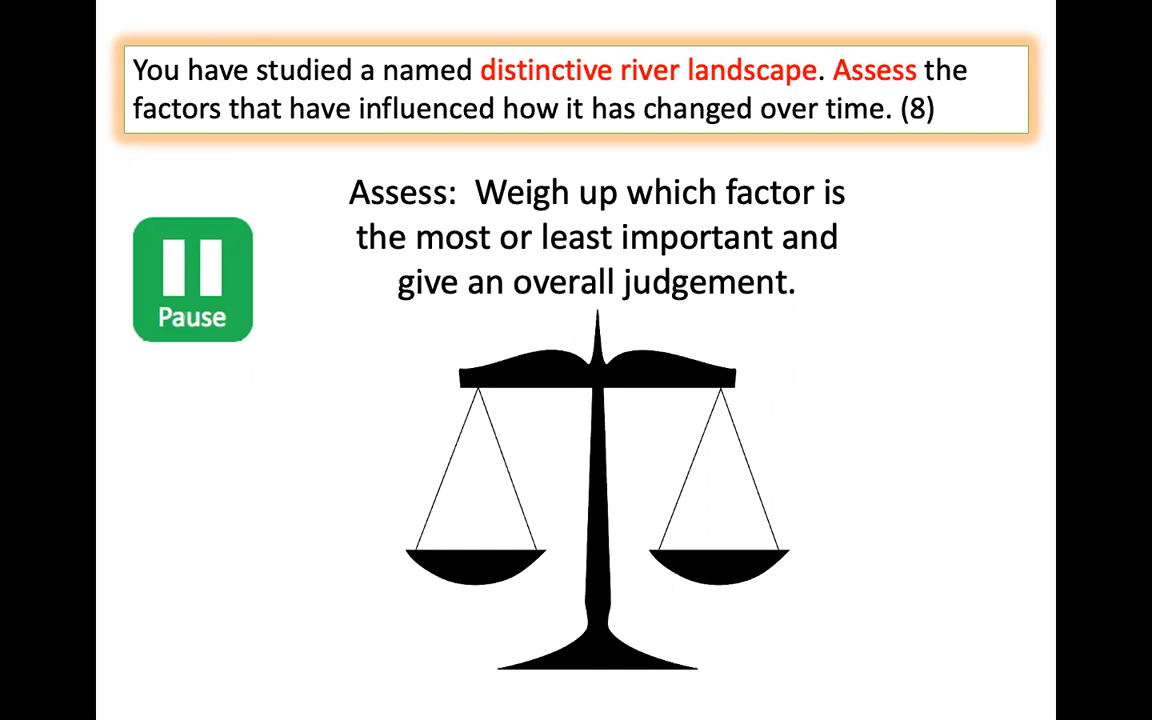 You have studied a named distinctive river landscape. Assess the
factors that have influenced how it has changed over time. (8)
Assess:  Weigh up which factor is
the most or least important and
give an overall judgement.
Pause